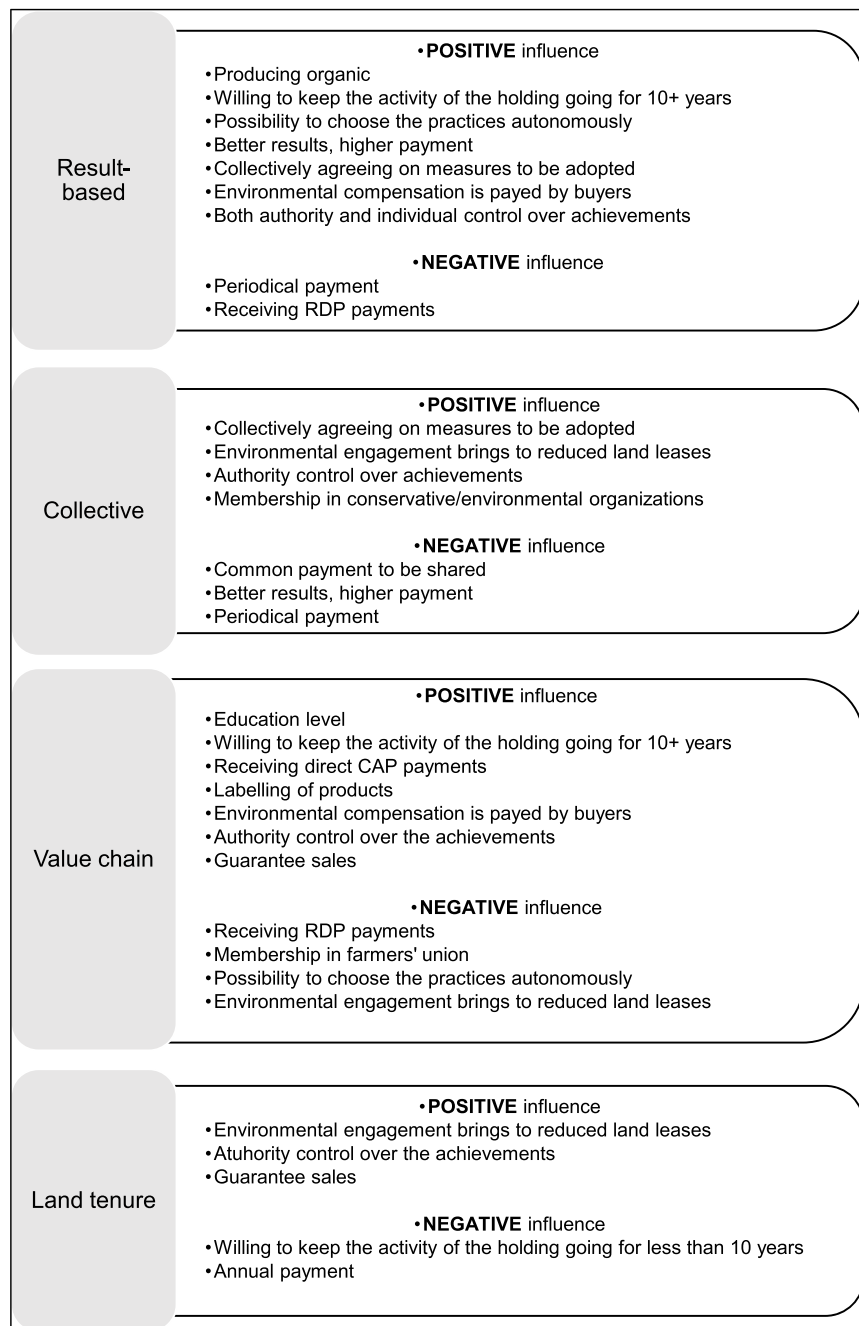 Result-
based
•POSITIVE influence
•Producing organic
•Willing to keep the activity of the holding going for 10+ years
•Possibility to choose the practices autonomously
•Better results, higher payment
•Collectively agreeing on measures to be adopted
•Environmental compensation is payed by buyers
•Both authority and individual control over achievements
•NEGATIVE influence
•Periodical payment
•Receiving RDP payments
Collective
•POSITIVE influence
•Collectively agreeing on measures to be adopted
•Environmental engagement brings to reduced land leases
•Authority control over achievements
•Membership in conservative/environmental organizations
•NEGATIVE influence
•Common payment to be shared
•Better results, higher payment
•Periodical payment
Value chain
•POSITIVE influence
•Education level
•Willing to keep the activity of the holding going for 10+ years
•Receiving direct CAP payments
•Labelling of products
•Environmental compensation is payed by buyers
•Authority control over the achievements
•Guarantee sales
•NEGATIVE influence
•Receiving RDP payments
•Membership in farmers' union
•Possibility to choose the practices autonomously
•Environmental engagement brings to reduced land leases
Land tenure
•POSITIVE influence
•Environmental engagement brings to reduced land leases
•Atuhority control over the achievements
•Guarantee sales
•NEGATIVE influence
•Willing to keep the activity of the holding going for less than 10 years
•Annual payment